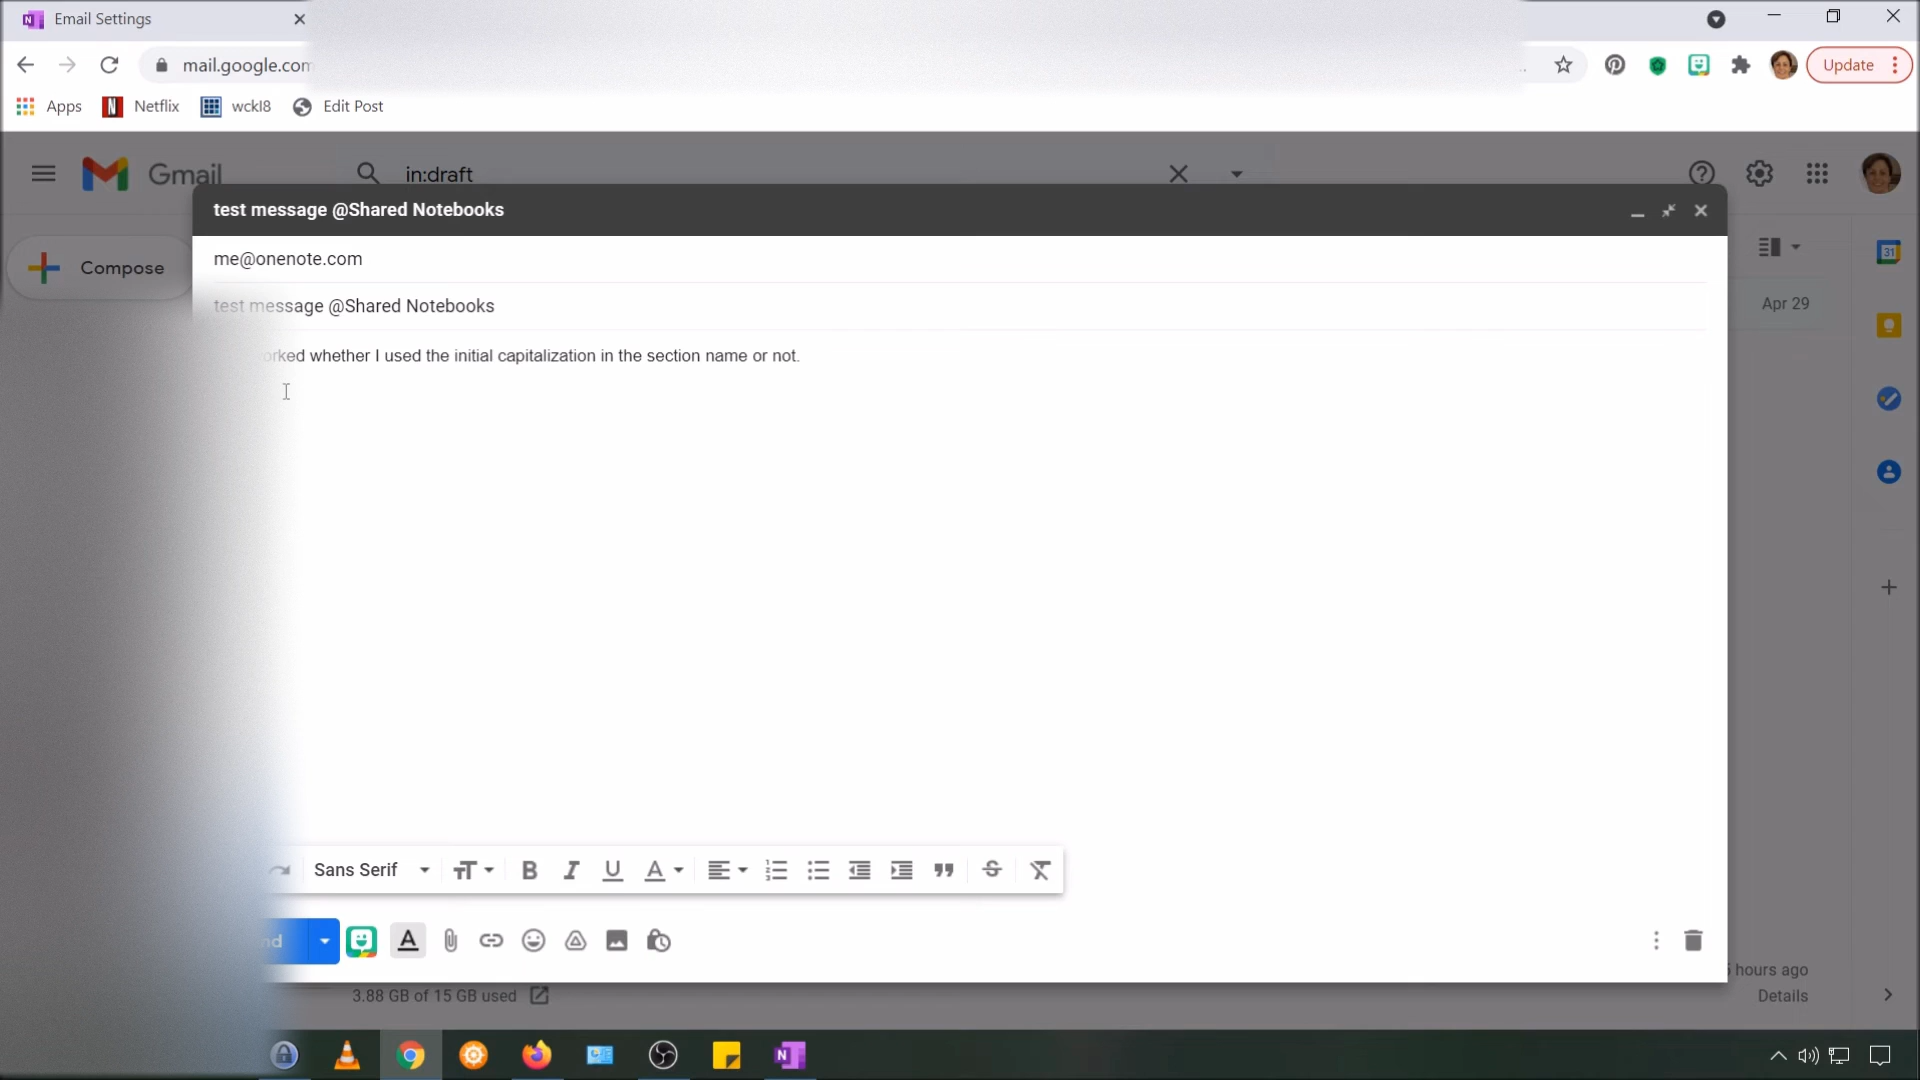 Email Settings
mail.google.com
Update
Apps
Netflix
wckl8
Edit Post
Gmail
in:draft
test message @Shared Notebooks
Compose
me@onenote.com
test message @Shared Notebooks
Apr 29
whether I used the initial capitalization in the section name or not.
Sans Serif
hours ago
3.88 GB of 15 GB used
Details